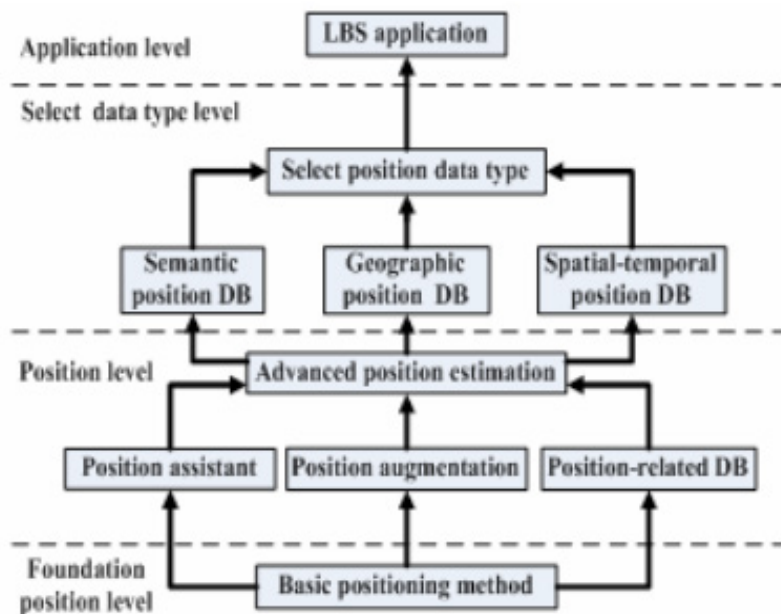 LBS application
Application level
Select data type level
Select position data type
Semantic
position DB
Geographic
position DB
Spatial-temporal
position DB
Position level
Advanced position estimation
Position assistant
Position augmentation
Position-related DB
Foundation
position level
Basic positioning method